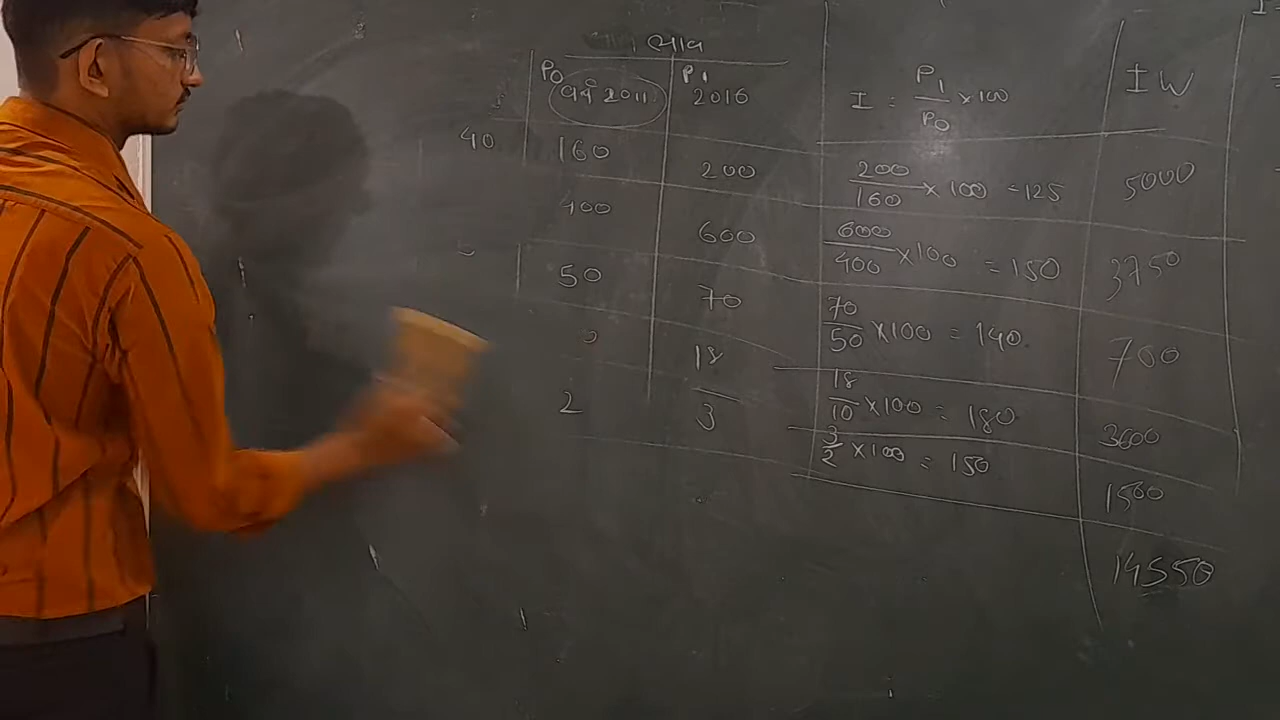 ભાવ
P0 P1
વર્ષ 2011 2016 I = P1/P0 × 100 I W
40 160 200 200/160 × 100 = 125 5000
400 600 600/400 × 100 = 150 3750
50 70 70/50 × 100 = 140 700
18 18/10 × 100 = 180 3600
2 3 3/2 × 100 = 150 1500
14550